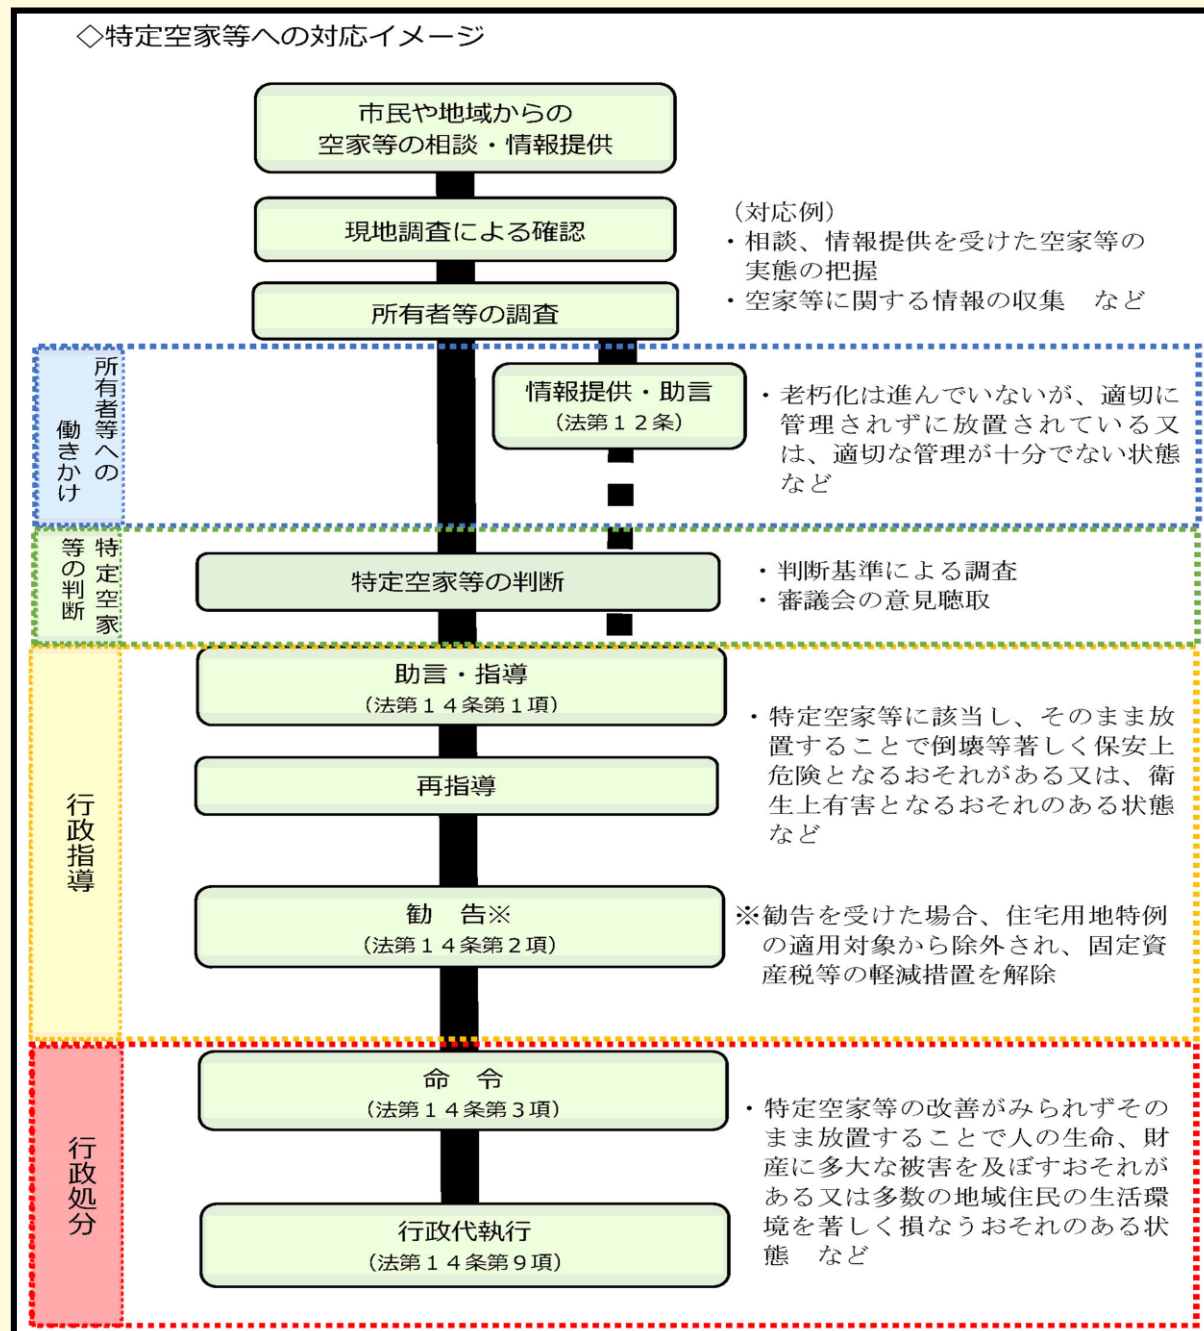 ◇特定空家等への対応イメージ
市民や地域からの
空家等の相談・情報提供
現地調査による確認
所有者等の調査
（対応例）
・相談、情報提供を受けた空家等の
実態の把握
・空家等に関する情報の収集　など
所有者等への
働きかけ
情報提供・助言
（法第１２条）
・老朽化は進んでいないが、適切に
管理されずに放置されている又
は、適切な管理が十分でない状態
など
特定空家
等の判断
特定空家等の判断
・判断基準による調査
・審議会の意見聴取
行政指導
助言・指導
（法第１４条第１項）
再指導
・特定空家等に該当し、そのまま放
置することで倒壊等著しく保安上
危険となるおそれがある又は、衛
生上有害となるおそれのある状態
など
勧　告※
（法第１４条第２項）
※勧告を受けた場合、住宅用地特例
の適用対象から除外され、固定資
産税等の軽減措置を解除
行政処分
命　令
（法第１４条第３項）
行政代執行
（法第１４条第９項）
・特定空家等の改善がみられずその
まま放置することで人の生命、財
産に多大な被害を及ぼすおそれが
ある又は多数の地域住民の生活環
境を著しく損なうおそれのある状
態　など